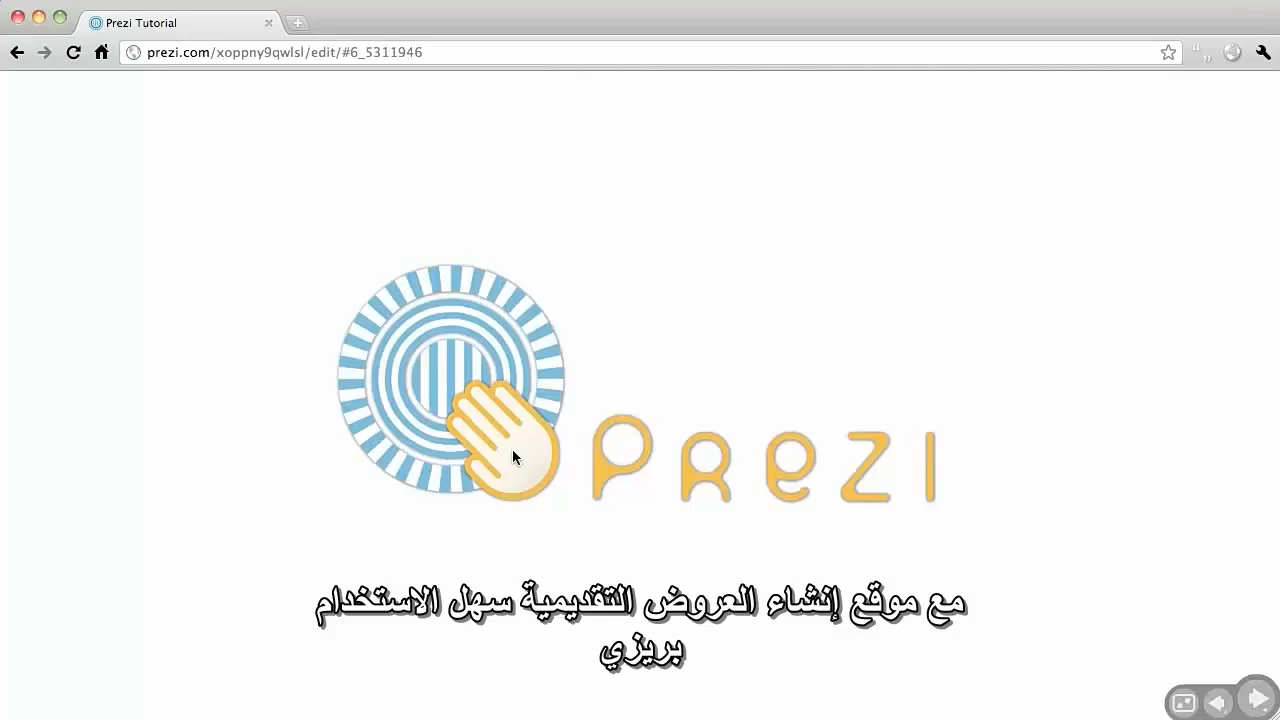 Prezi Tutorial
prezi.com/xoppny9qwlsl/edit/#6_5311946
PREZI
مع موقع إنشاء العروض التقديمية سهل الاستخدام
بريزي